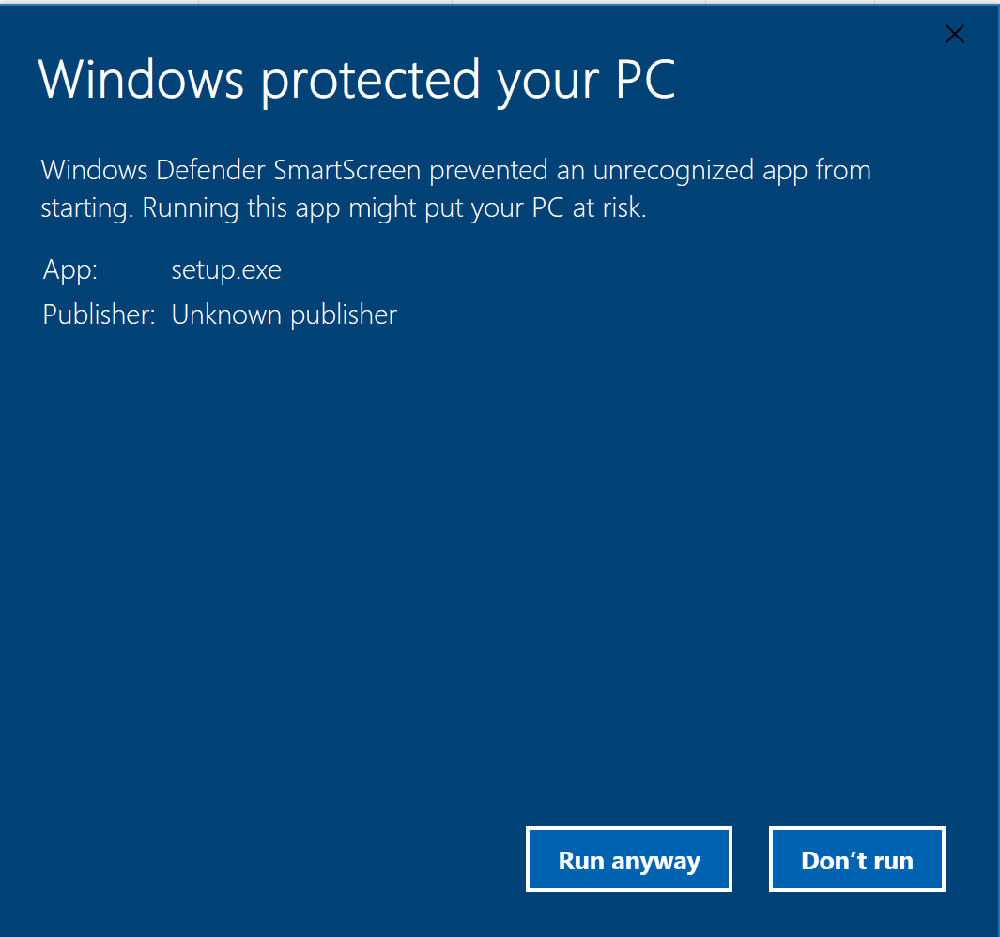 Windows protected your PC
Windows Defender SmartScreen prevented an unrecognized app from
starting. Running this app might put your PC at risk.
App: setup.exe
Publisher: Unknown publisher
Run anyway Don’t run